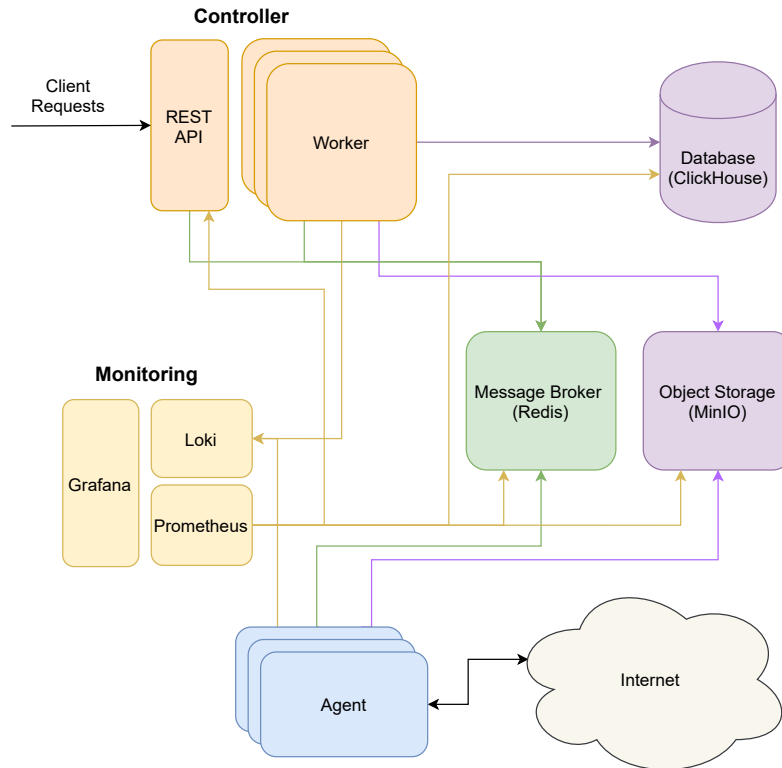 Controller
Client
Requests
REST
API
Worker
Database
(ClickHouse)
Message Broker
(Redis)
Object Storage
(MinIO)
Monitoring
Grafana
Loki
Prometheus
Agent
Internet